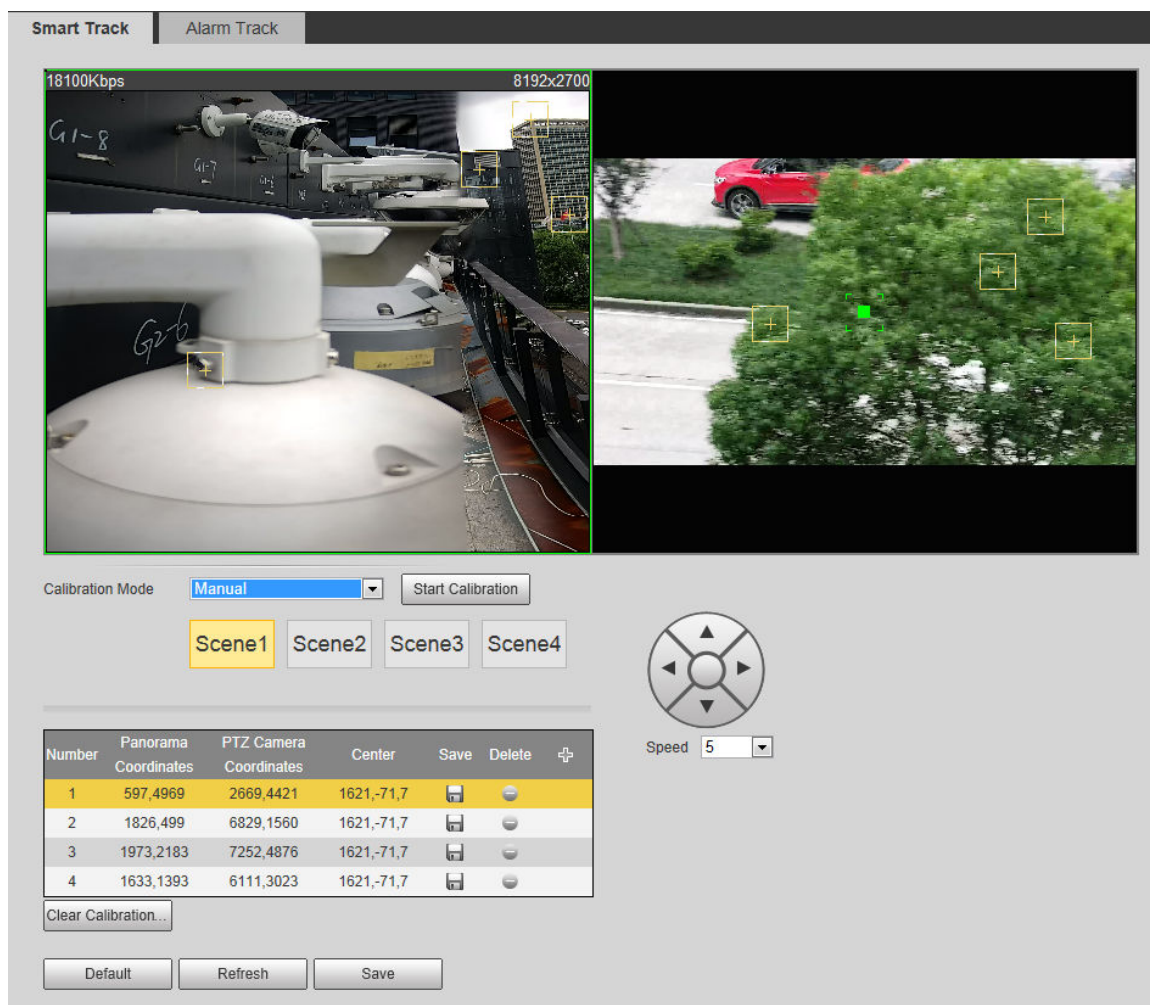 Smart Track
Alarm Track
18100Kbps
8192x2700
G1-8
G1-7
G2-6
Calibration Mode
Manual
Start Calibration
Scene1
Scene2
Scene3
Scene4
Number Panorama Coordinates PTZ Camera Coordinates Center Save Delete
1 597,4969 2669,4421 1621,-71,7
2 1826,499 6829,1560 1621,-71,7
3 1973,2183 7252,4876 1621,-71,7
4 1633,1393 6111,3023 1621,-71,7
Speed 5
Clear Calibration...
Default
Refresh
Save